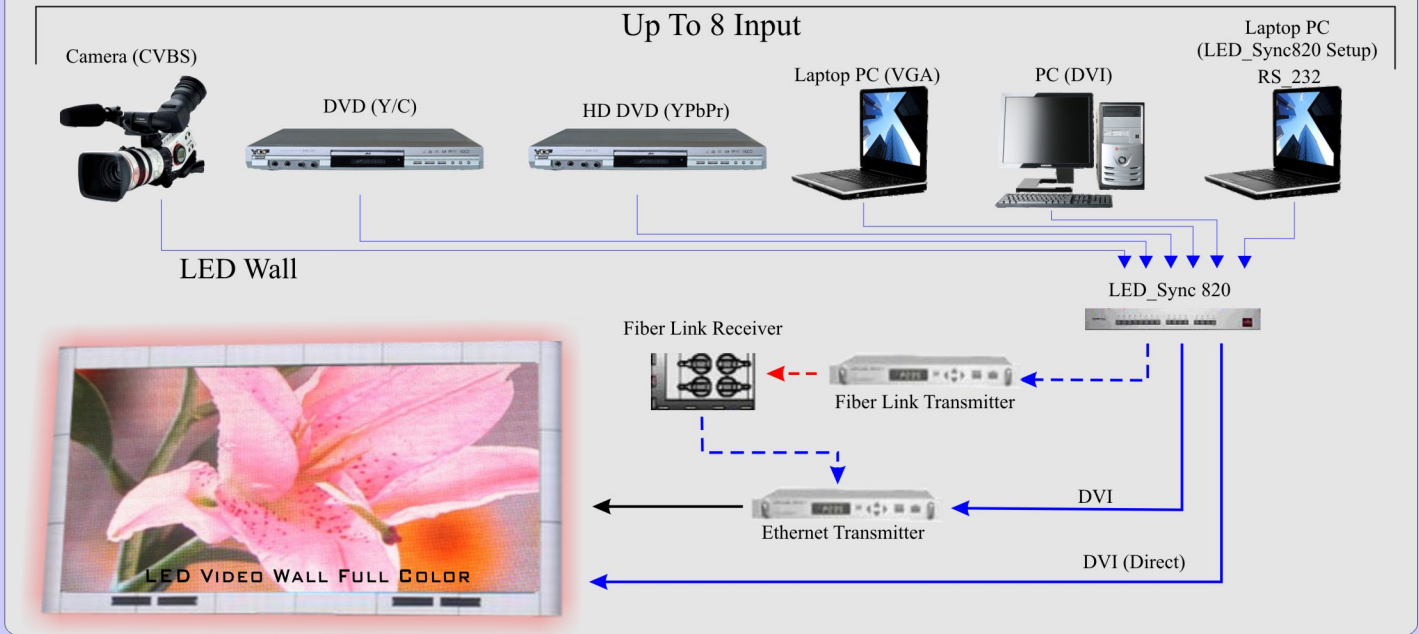 Up To 8 Input
Camera (CVBS)
DVD (Y/C)
HD DVD (YPbPr)
Laptop PC (VGA)
PC (DVI)
Laptop PC
(LED_Sync820 Setup)
RS_232
LED Wall
LED_Sync 820
Fiber Link Receiver
Fiber Link Transmitter
DVI
Ethernet Transmitter
DVI (Direct)
LED VIDEO WALL FULL COLOR